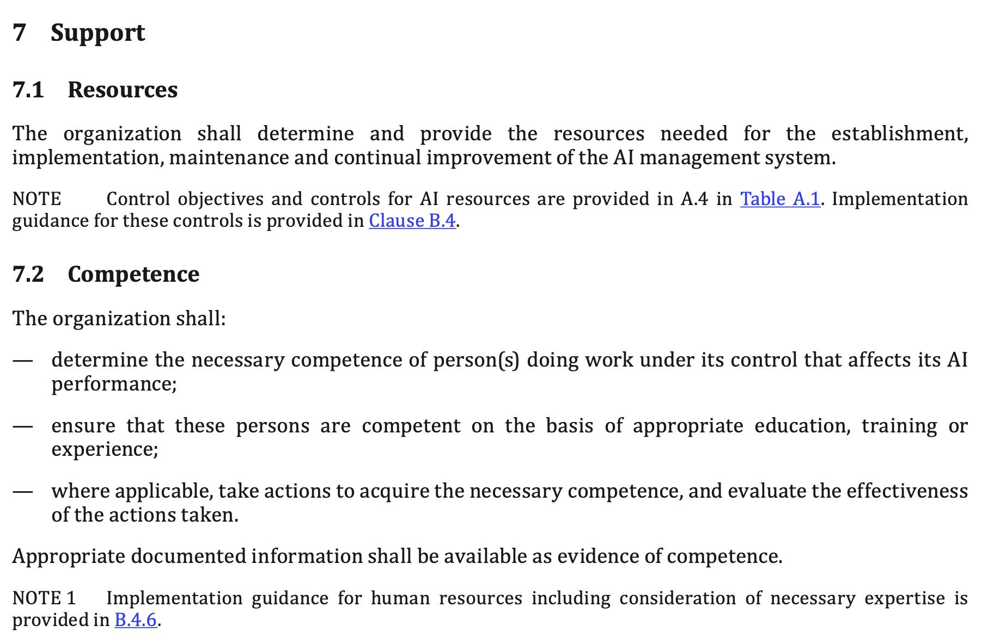 7 Support
7.1 Resources
The organization shall determine and provide the resources needed for the establishment,
implementation, maintenance and continual improvement of the AI management system.
NOTE Control objectives and controls for AI resources are provided in A.4 in Table A.1. Implementation
guidance for these controls is provided in Clause B.4.
7.2 Competence
The organization shall:
— determine the necessary competence of person(s) doing work under its control that affects its AI
performance;
— ensure that these persons are competent on the basis of appropriate education, training or
experience;
— where applicable, take actions to acquire the necessary competence, and evaluate the effectiveness
of the actions taken.
Appropriate documented information shall be available as evidence of competence.
NOTE 1 Implementation guidance for human resources including consideration of necessary expertise is
provided in B.4.6.